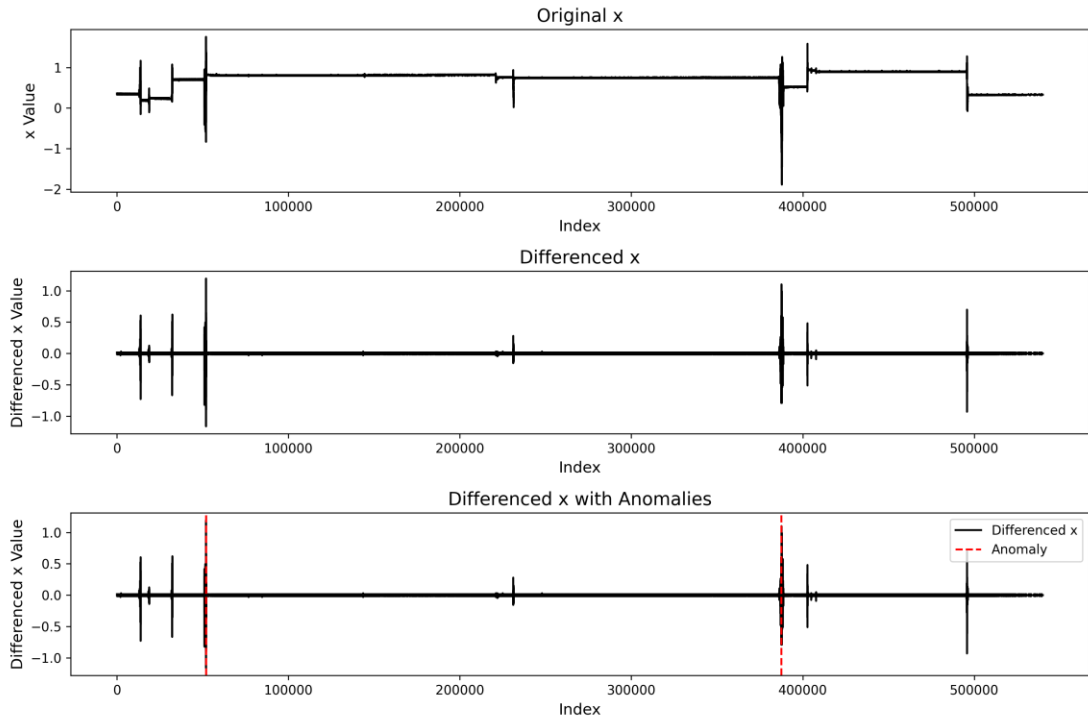 Original x
x Value
1
0
−1
−2
0 100000 200000 300000 400000 500000
Index
Differenced x
Differenced x Value
1.0
0.5
0.0
−0.5
−1.0
0 100000 200000 300000 400000 500000
Index
Differenced x with Anomalies
Differenced x Value
1.0
0.5
0.0
−0.5
−1.0
Differenced x
Anomaly
0 100000 200000 300000 400000 500000
Index